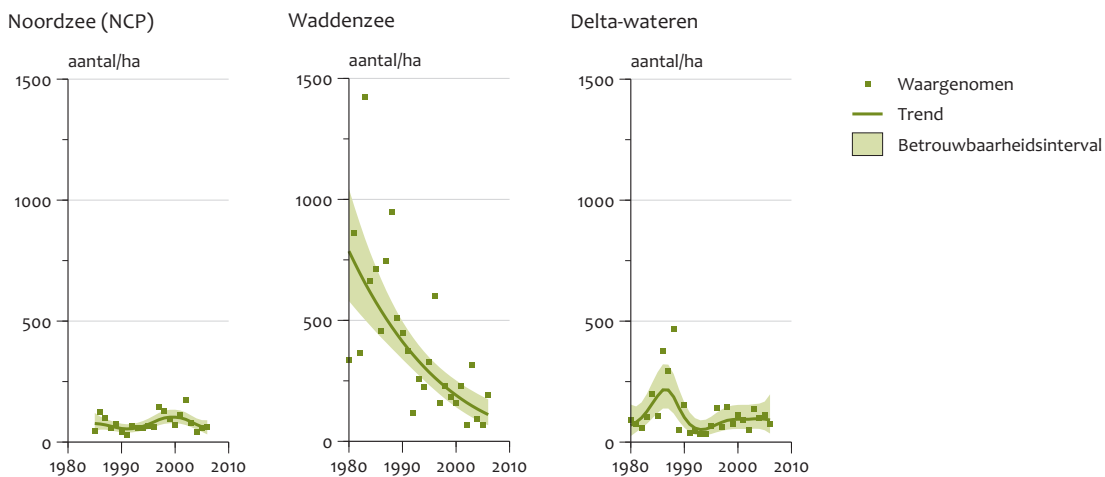 Noordzee (NCP)
Waddenzee
Delta-wateren
aantal/ha
aantal/ha
aantal/ha
1500
1000
500
0
1980 1990 2000 2010
1500
1000
500
0
1980 1990 2000 2010
1500
1000
500
0
1980 1990 2000 2010
Waargenomen
Trend
Betrouwbaarheidsinterval